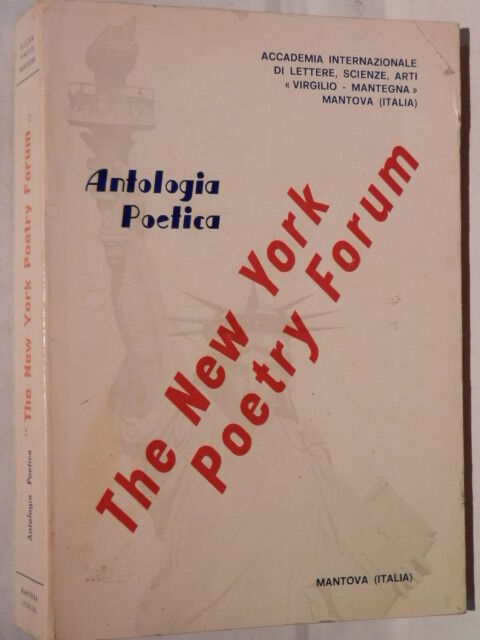 ACCADEMIA INTERNAZIONALE
DI LETTERE, SCIENZE, ARTI
« VIRGILIO - MANTEGNA »
MANTOVA (ITALIA)
Antologia
Poetica
The New York
Poetry Forum
MANTOVA (ITALIA)
Antologia Poetica " The New York Poetry Forum "
MANTOVA
(ITALIA)